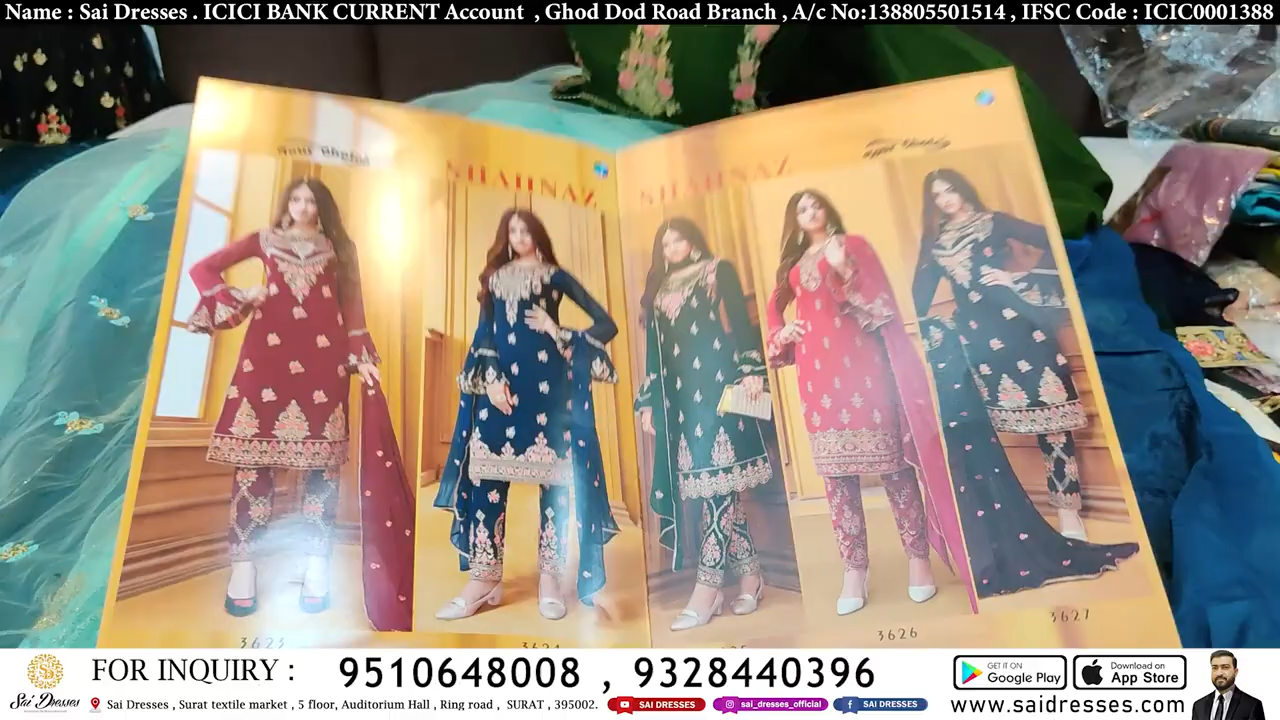 Name : Sai Dresses . ICICI BANK CURRENT Account , Ghod Dod Road Branch , A/c No:138805501514 , IFSC Code : ICIC0001388
SHAHNAZ
SHAHNAZ
3623
3624
3626
3627
FOR INQUIRY : 9510648008 , 9328440396
GET IT ON
Google Play
Download on
App Store
Sai Dresses
Sai Dresses , Surat textile market , 5 floor, Auditorium Hall , Ring road , SURAT , 395002.
SAI DRESSES
sai_dresses_official
SAI DRESSES
www.saidresses.com